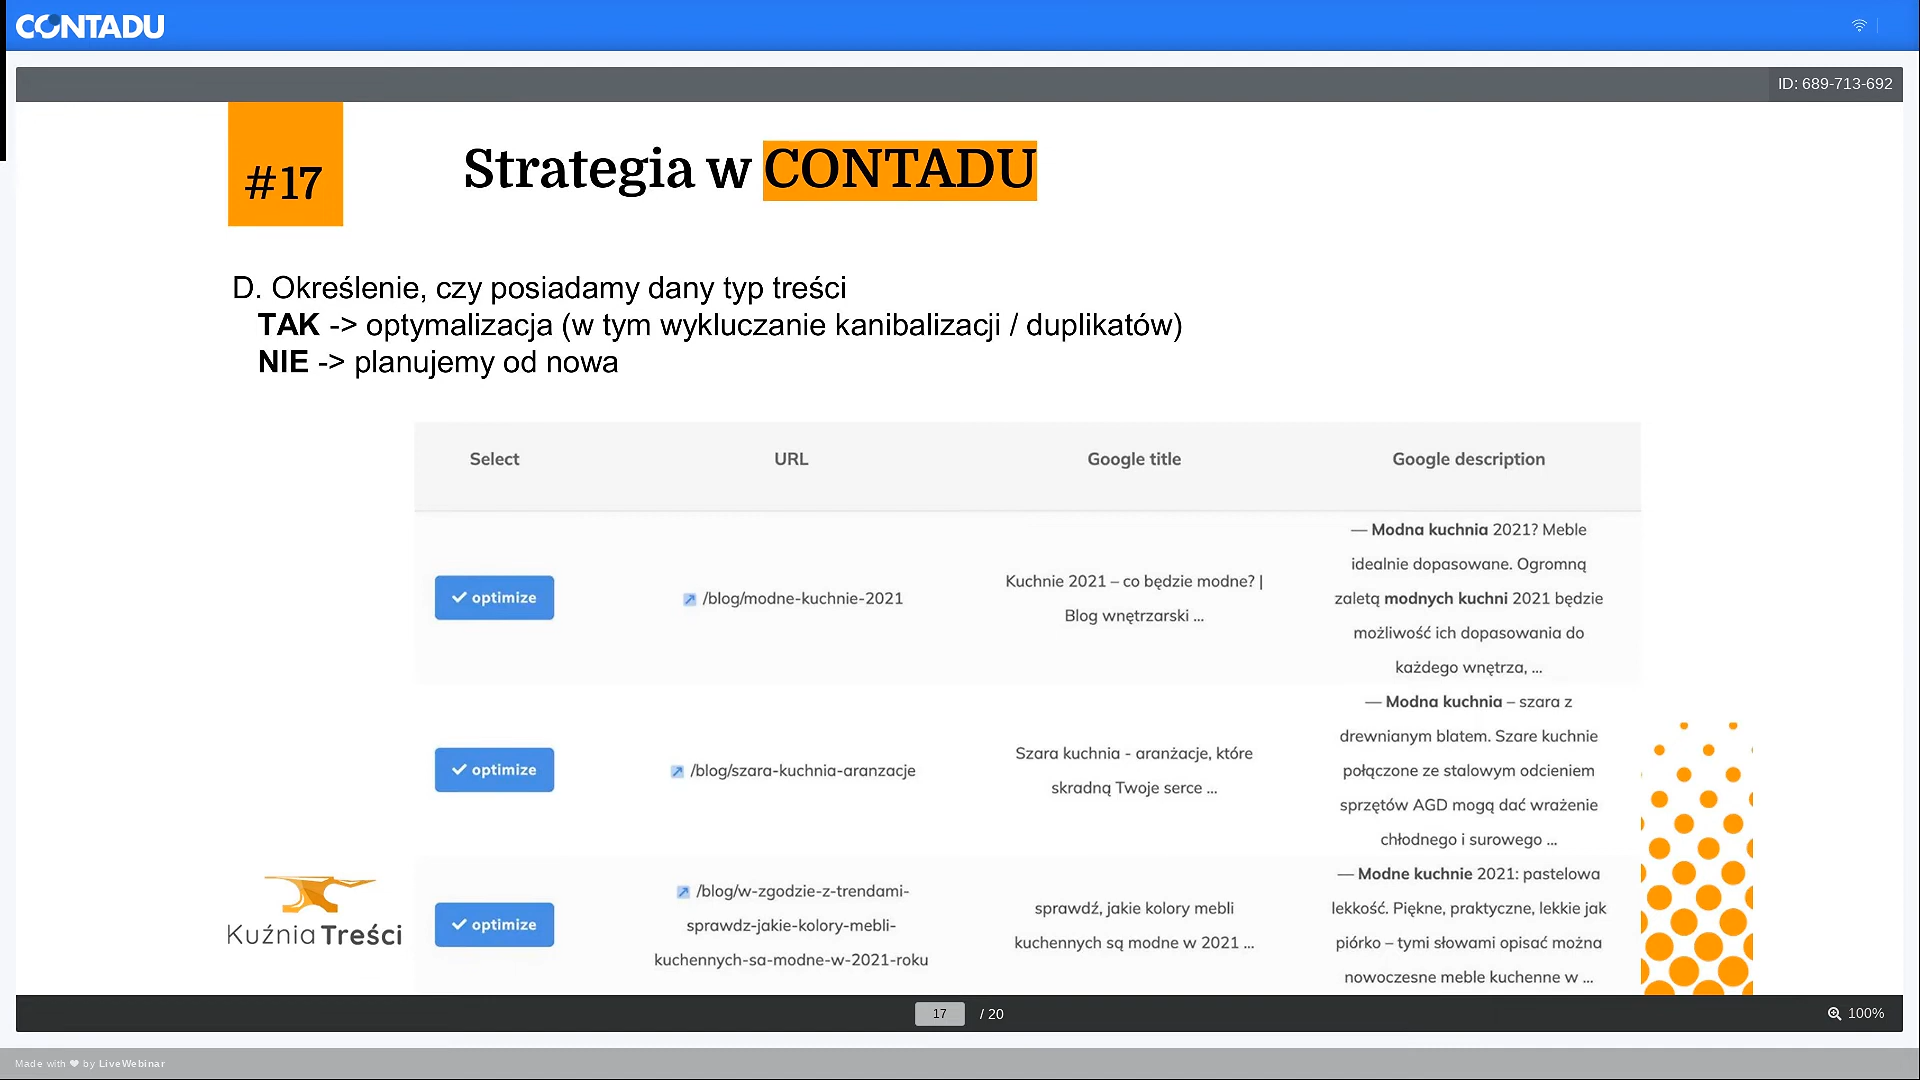 CONTADU
ID: 689-713-692
#17
Strategia w CONTADU
D. Określenie, czy posiadamy dany typ treści
TAK -> optymalizacja (w tym wykluczanie kanibalizacji / duplikatów)
NIE -> planujemy od nowa
Select URL Google title Google description
optimize
/blog/modne-kuchnie-2021
Kuchnie 2021 – co będzie modne? |
Blog wnętrzarski ...
— Modna kuchnia 2021? Meble
idealnie dopasowane. Ogromną
zaletą modnych kuchni 2021 będzie
możliwość ich dopasowania do
każdego wnętrza, ...
optimize
/blog/szara-kuchnia-aranzacje
Szara kuchnia - aranżacje, które
skradną Twoje serce ...
— Modna kuchnia – szara z
drewnianym blatem. Szare kuchnie
połączone ze stalowym odcieniem
sprzętów AGD mogą dać wrażenie
chłodnego i surowego ...
optimize
/blog/w-zgodzie-z-trendami-
sprawdz-jakie-kolory-mebli-
kuchennych-sa-modne-w-2021-roku
sprawdź, jakie kolory mebli
kuchennych są modne w 2021 ...
— Modne kuchnie 2021: pastelowa
lekkość. Piękne, praktyczne, lekkie jak
piórko – tymi słowami opisać można
nowoczesne meble kuchenne w ...
Kuźnia Treści
17 / 20
100%
Made with ❤ by LiveWebinar